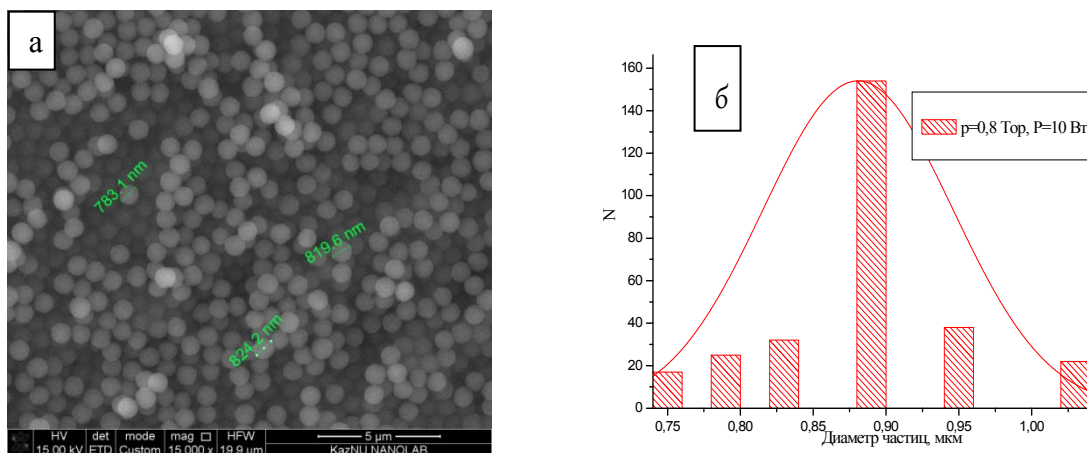 а
783.1 nm
819.6 nm
824.2 nm
HV det mode mag HFW 5 µm
15.00 kV ETD Custom 15 000 x 19.9 µm KazNU NANOLAB
б
p=0,8 Тор, P=10 Вт
N
160
140
120
100
80
60
40
20
0
0,75 0,80 0,85 0,90 0,95 1,00
Диаметр частиц, мкм